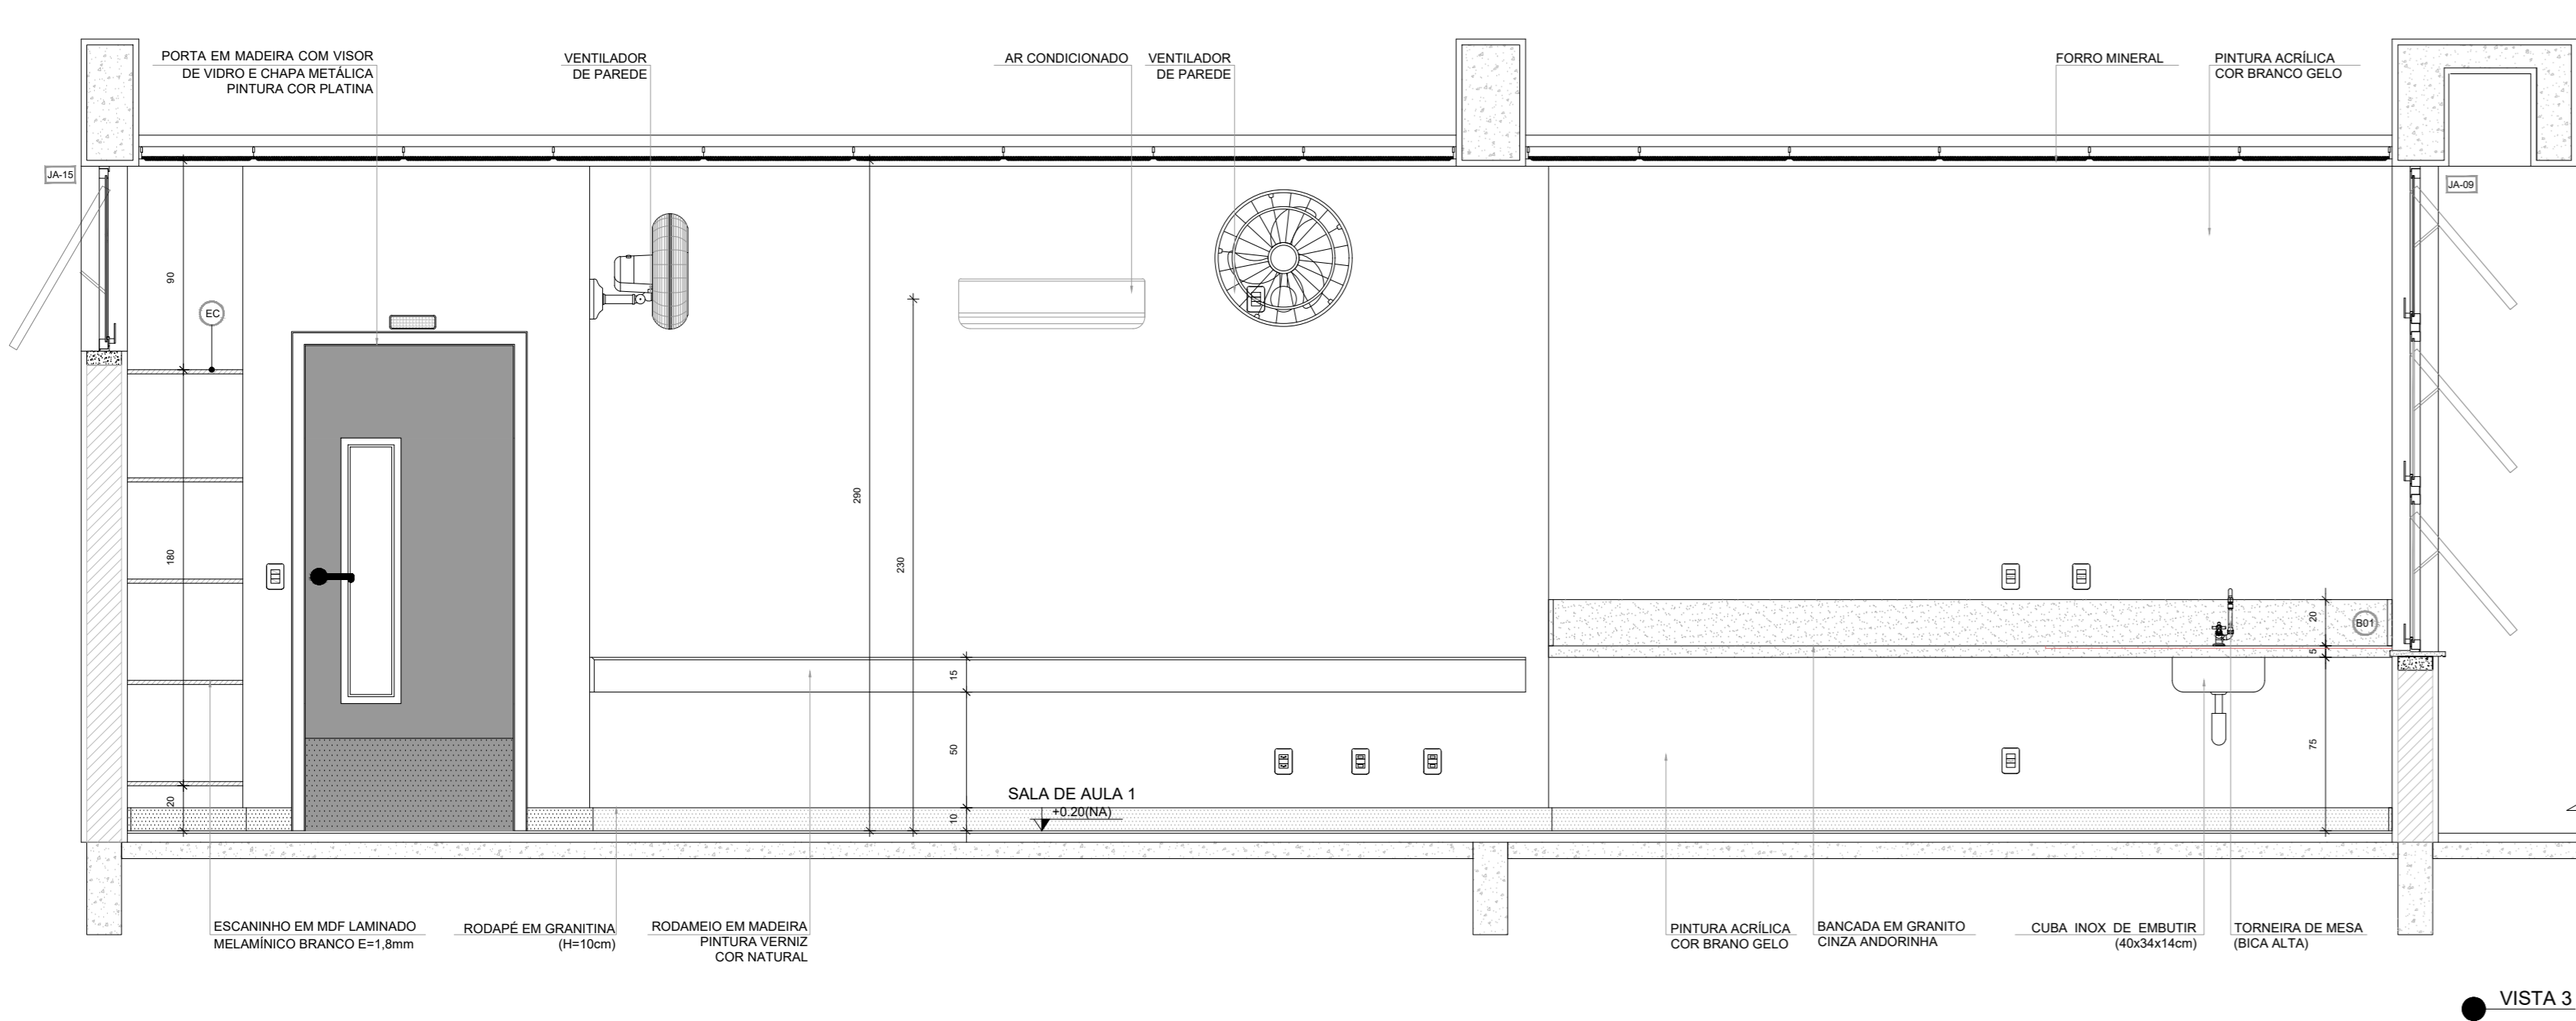 PORTA EM MADEIRA COM VISOR
DE VIDRO E CHAPA METÁLICA
PINTURA COR PLATINA
VENTILADOR
DE PAREDE
AR CONDICIONADO
VENTILADOR
DE PAREDE
FORRO MINERAL
PINTURA ACRÍLICA
COR BRANCO GELO
JA-15
JA-09
90
EC
180
20
290
230
15
50
10
SALA DE AULA 1
+0.20(NA)
20
B01
5
75
ESCANINHO EM MDF LAMINADO
MELAMÍNICO BRANCO E=1,8mm
RODAPÉ EM GRANITINA
(H=10cm)
RODAMEIO EM MADEIRA
PINTURA VERNIZ
COR NATURAL
PINTURA ACRÍLICA
COR BRANO GELO
BANCADA EM GRANITO
CINZA ANDORINHA
CUBA INOX DE EMBUTIR
(40x34x14cm)
TORNEIRA DE MESA
(BICA ALTA)
VISTA 3